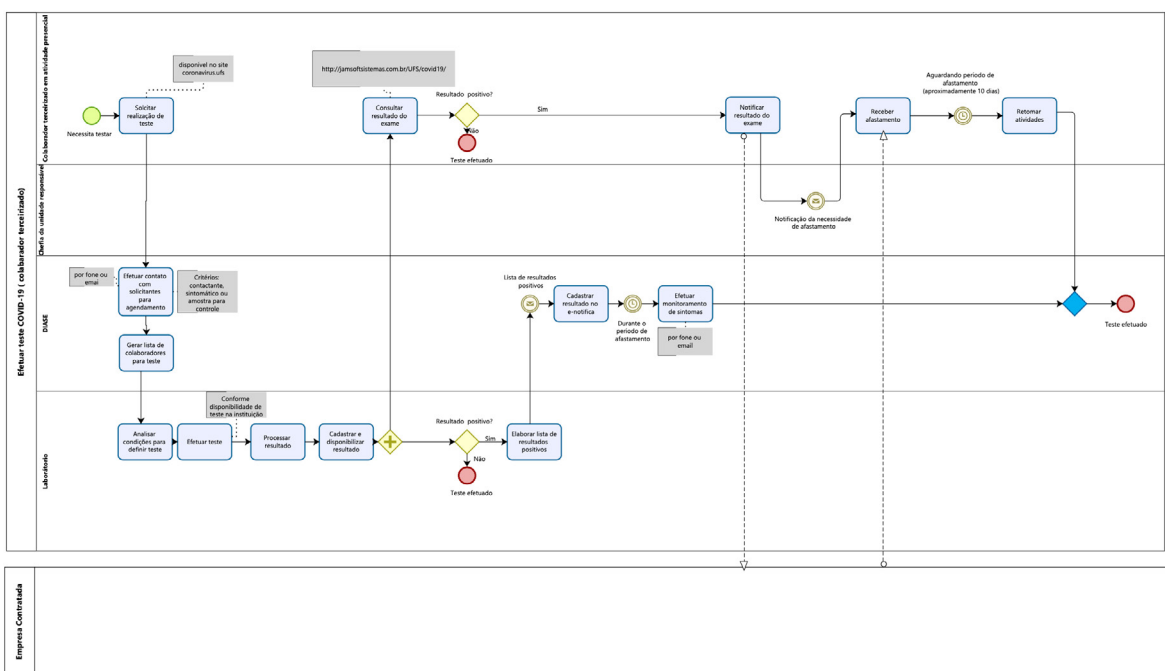 Efetuar teste COVID-19 ( colabarador terceirizado)
Colaborador terceirizado em atividade presencial
disponível no site
coronavirus.ufs
Necessita testar
Solcitar
realização de
teste
http://jamsoftsistemas.com.br/UFS/covid19/
Consultar
resultado do
exame
Resultado positivo?
Sim
Não
Teste efetuado
Notificar
resultado do
exame
Receber
afastamento
Aguardando período de
afastamento
(aproximadamente 10 dias)
Retomar
atividades
Chefia da unidade responsável
Notificação da necessidade
de afastamento
DIASE
por fone ou
emai
Efetuar contato
com
solicitantes
para
agendamento
Critérios:
contactante,
sintomático ou
amostra para
controle
Gerar lista de
colaboradores
para teste
Lista de resultados
positivos
Cadastrar
resultado no
e-notifica
Durante o
período de
afastamento
Efetuar
monitoramento
de sintomas
por fone ou
email
Teste efetuado
Laboratório
Analisar
condições para
definir teste
Conforme
disponibilidade de
teste na instituição
Efetuar teste
Processar
resultado
Cadastrar e
disponibilizar
resultado
Resultado positivo?
Sim
Não
Teste efetuado
Elaborar lista de
resultados
positivos
Empresa Contratada